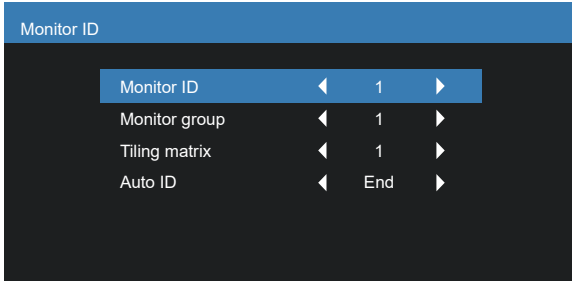 Monitor ID
Monitor ID 1
Monitor group 1
Tiling matrix 1
Auto ID End